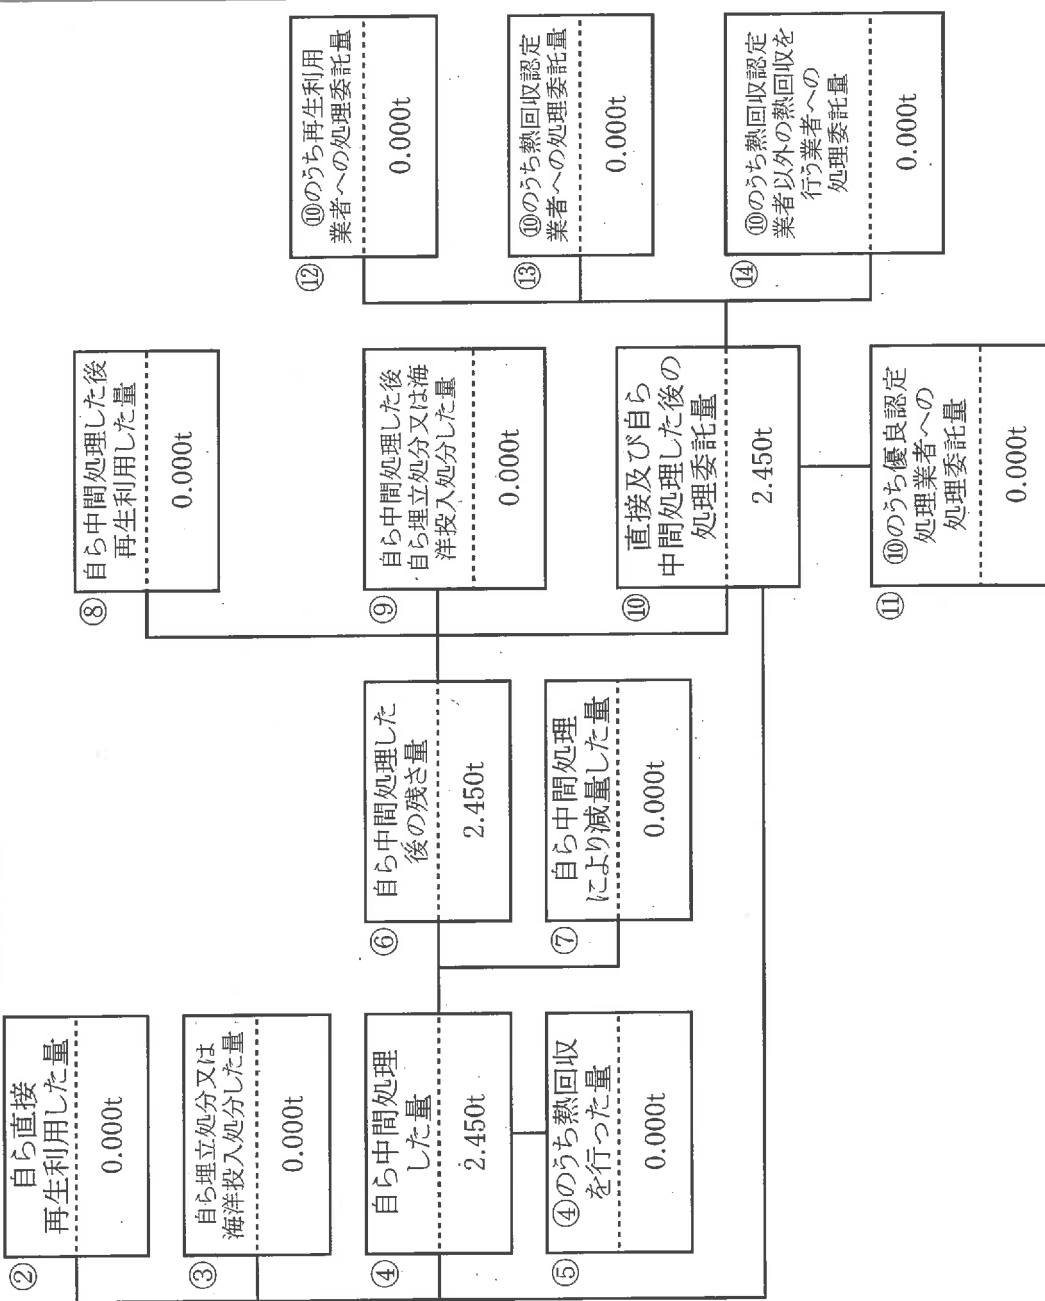 ②
自ら直接
再生利用した量
0.000t
③
自ら埋立処分又は
海洋投入処分した量
0.000t
④
自ら中間処理
した量
2.450t
⑤
④のうち熱回収
を行った量
0.000t
⑥
自ら中間処理した
後の残さ量
2.450t
⑦
自ら中間処理
により減量した量
0.000t
⑧
自ら中間処理した後
再生利用した量
0.000t
⑨
自ら中間処理した後
自ら埋立処分又は海
洋投入処分した量
0.000t
⑩
直接及び自ら
中間処理した後の
処理委託量
2.450t
⑪
⑩のうち優良認定
処理業者への
処理委託量
0.000t
⑫
⑩のうち再生利用
業者への処理委託量
0.000t
⑬
⑩のうち熱回収認定
業者への処理委託量
0.000t
⑭
⑩のうち熱回収認定
業者以外の熱回収を
行う業者への
処理委託量
0.000t